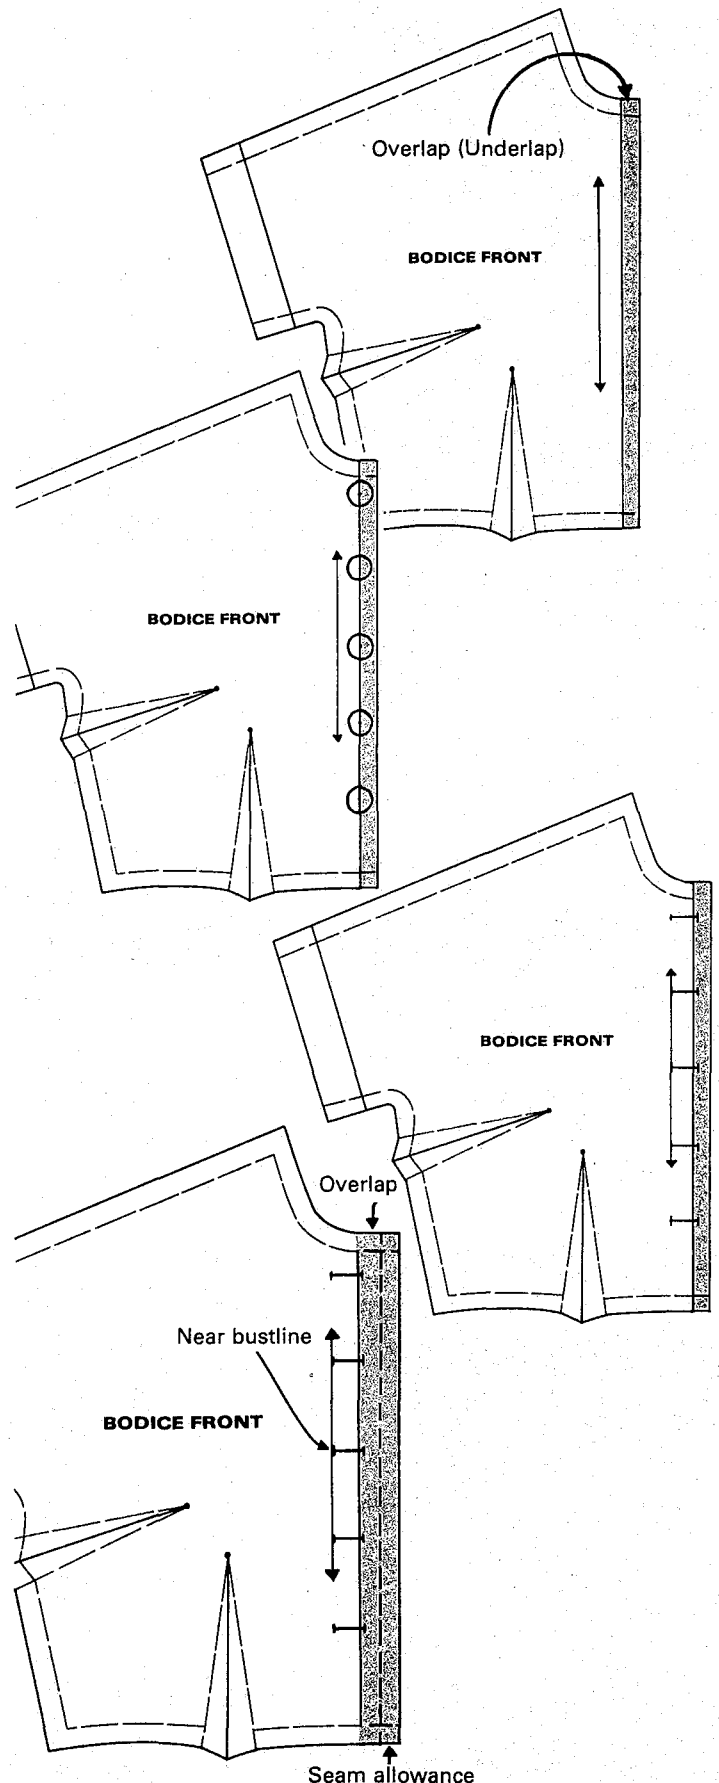 Overlap (Underlap)
BODICE FRONT
BODICE FRONT
BODICE FRONT
Overlap
Near bustline
BODICE FRONT
Seam allowance